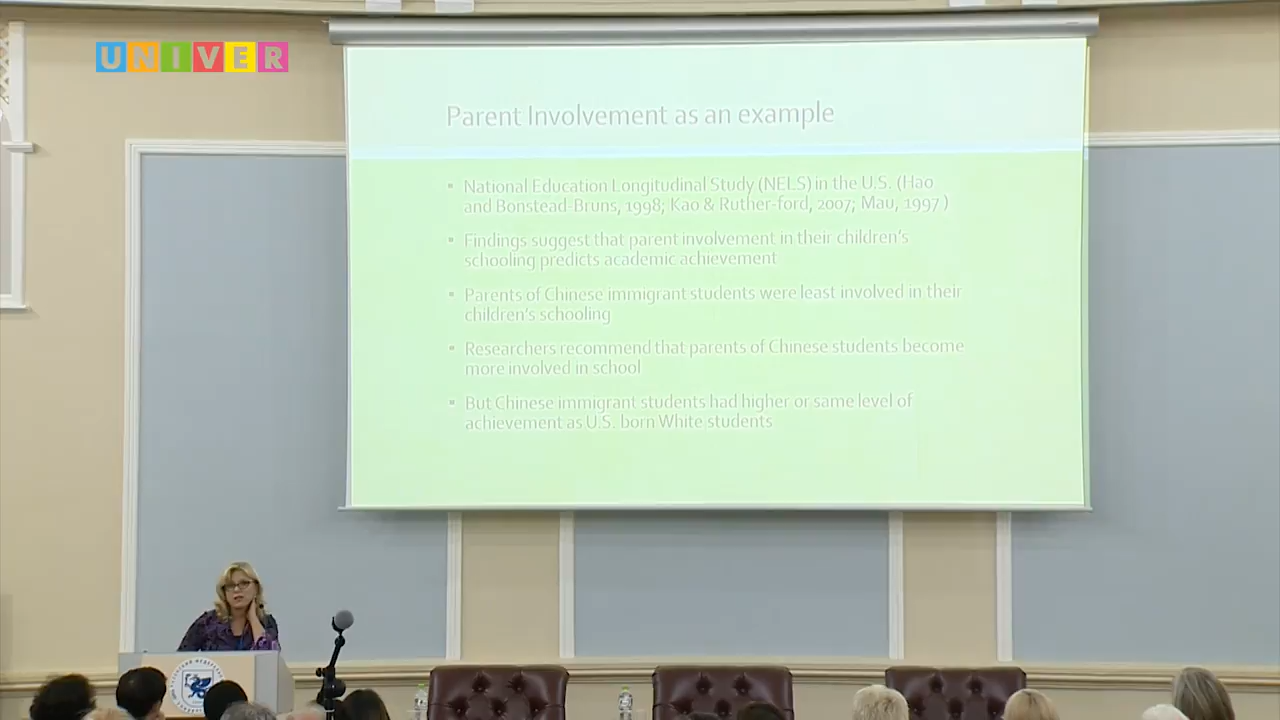 UNIVER
Parent Involvement as an example
▪ National Education Longitudinal Study (NELS) in the U.S. (Hao
and Bonstead-Bruns, 1998; Kao & Ruther-ford, 2007; Mau, 1997 )
▪ Findings suggest that parent involvement in their children's
schooling predicts academic achievement
▪ Parents of Chinese immigrant students were least involved in their
children's schooling
▪ Researchers recommend that parents of Chinese students become
more involved in school
▪ But Chinese immigrant students had higher or same level of
achievement as U.S. born White students